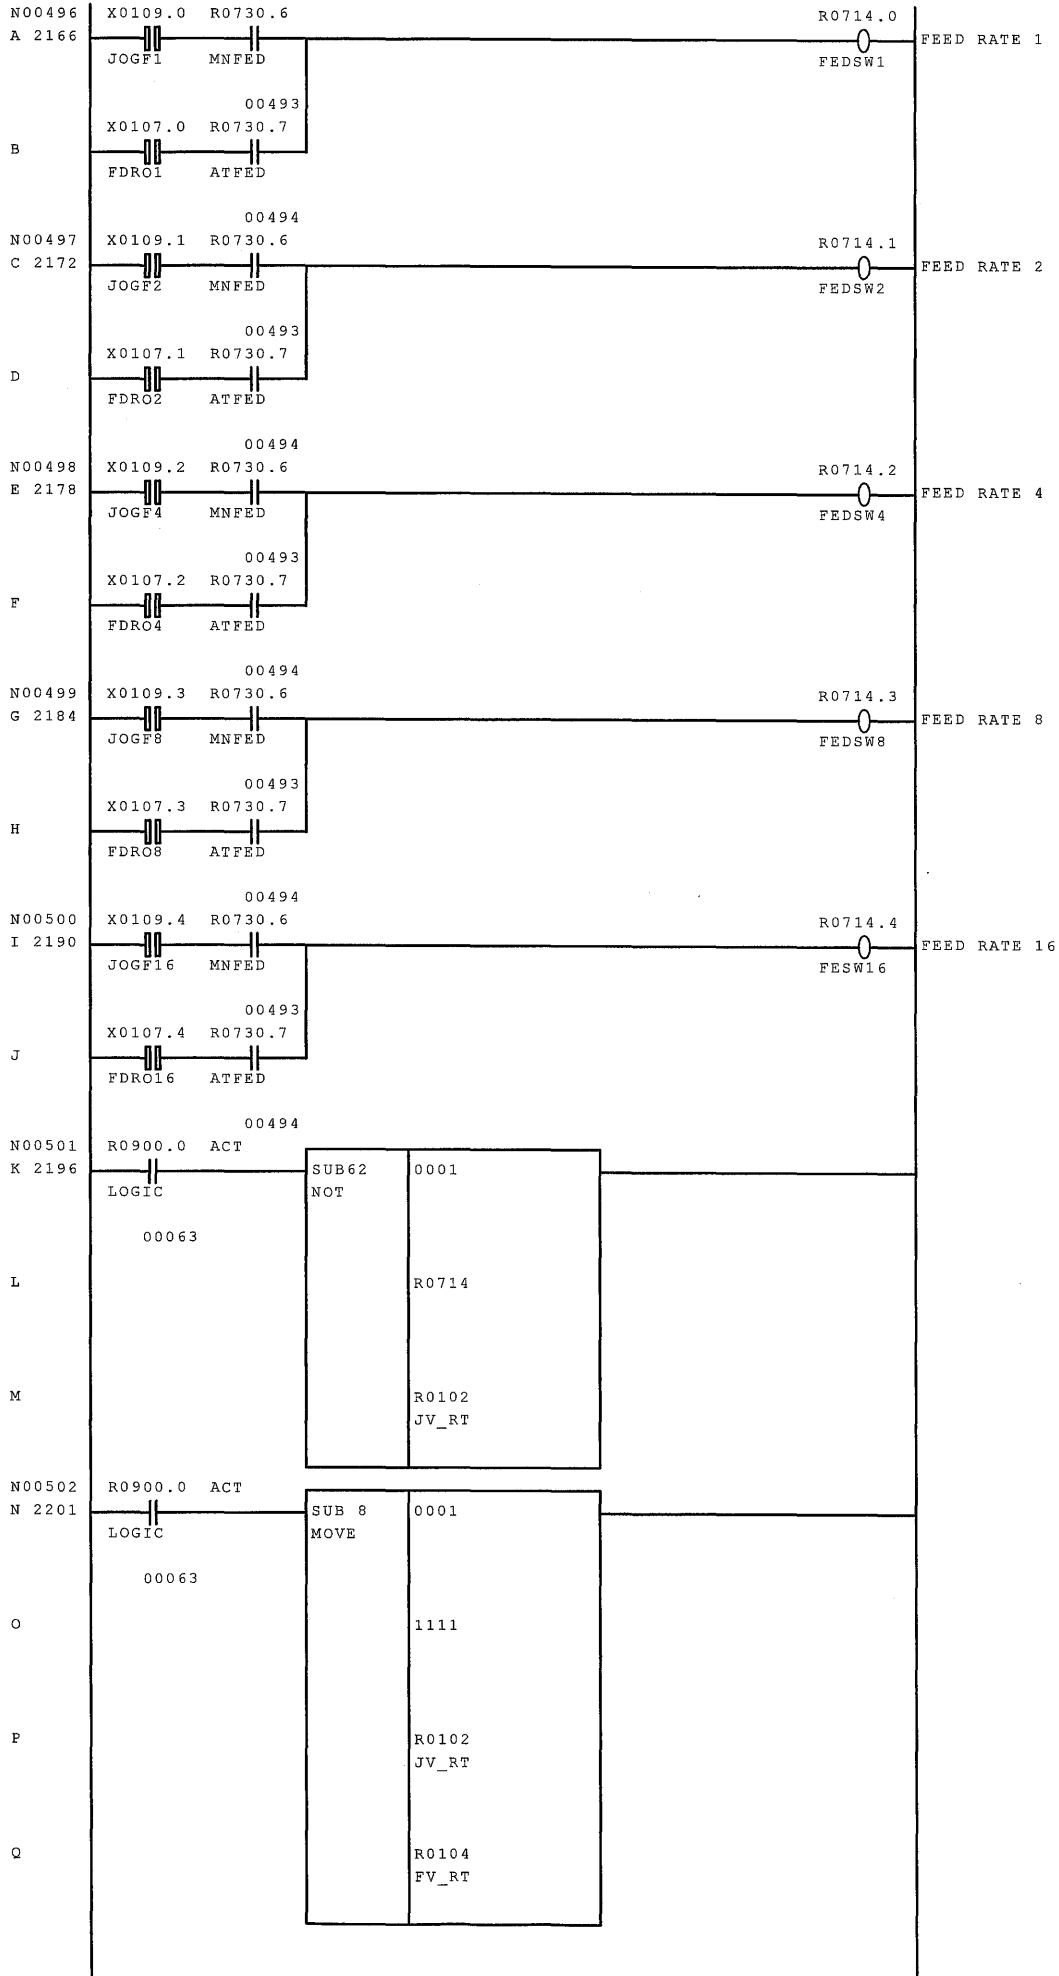 N00496 X0109.0 R0730.6 R0714.0
A 2166 FEED RATE 1
JOGF1 MNFED FEDSW1
00493
X0107.0 R0730.7
B
FDRO1 ATFED
00494
N00497 X0109.1 R0730.6 R0714.1
C 2172 FEED RATE 2
JOGF2 MNFED FEDSW2
00493
X0107.1 R0730.7
D
FDRO2 ATFED
00494
N00498 X0109.2 R0730.6 R0714.2
E 2178 FEED RATE 4
JOGF4 MNFED FEDSW4
00493
X0107.2 R0730.7
F
FDRO4 ATFED
00494
N00499 X0109.3 R0730.6 R0714.3
G 2184 FEED RATE 8
JOGF8 MNFED FEDSW8
00493
X0107.3 R0730.7
H
FDRO8 ATFED
00494
N00500 X0109.4 R0730.6 R0714.4
I 2190 FEED RATE 16
JOGF16 MNFED FESW16
00493
X0107.4 R0730.7
J
FDRO16 ATFED
00494
N00501 R0900.0 ACT
K 2196 SUB62 0001
LOGIC NOT
00063
L R0714
M R0102
JV_RT
N00502 R0900.0 ACT
N 2201 SUB 8 0001
LOGIC MOVE
00063
O 1111
P R0102
JV_RT
Q R0104
FV_RT